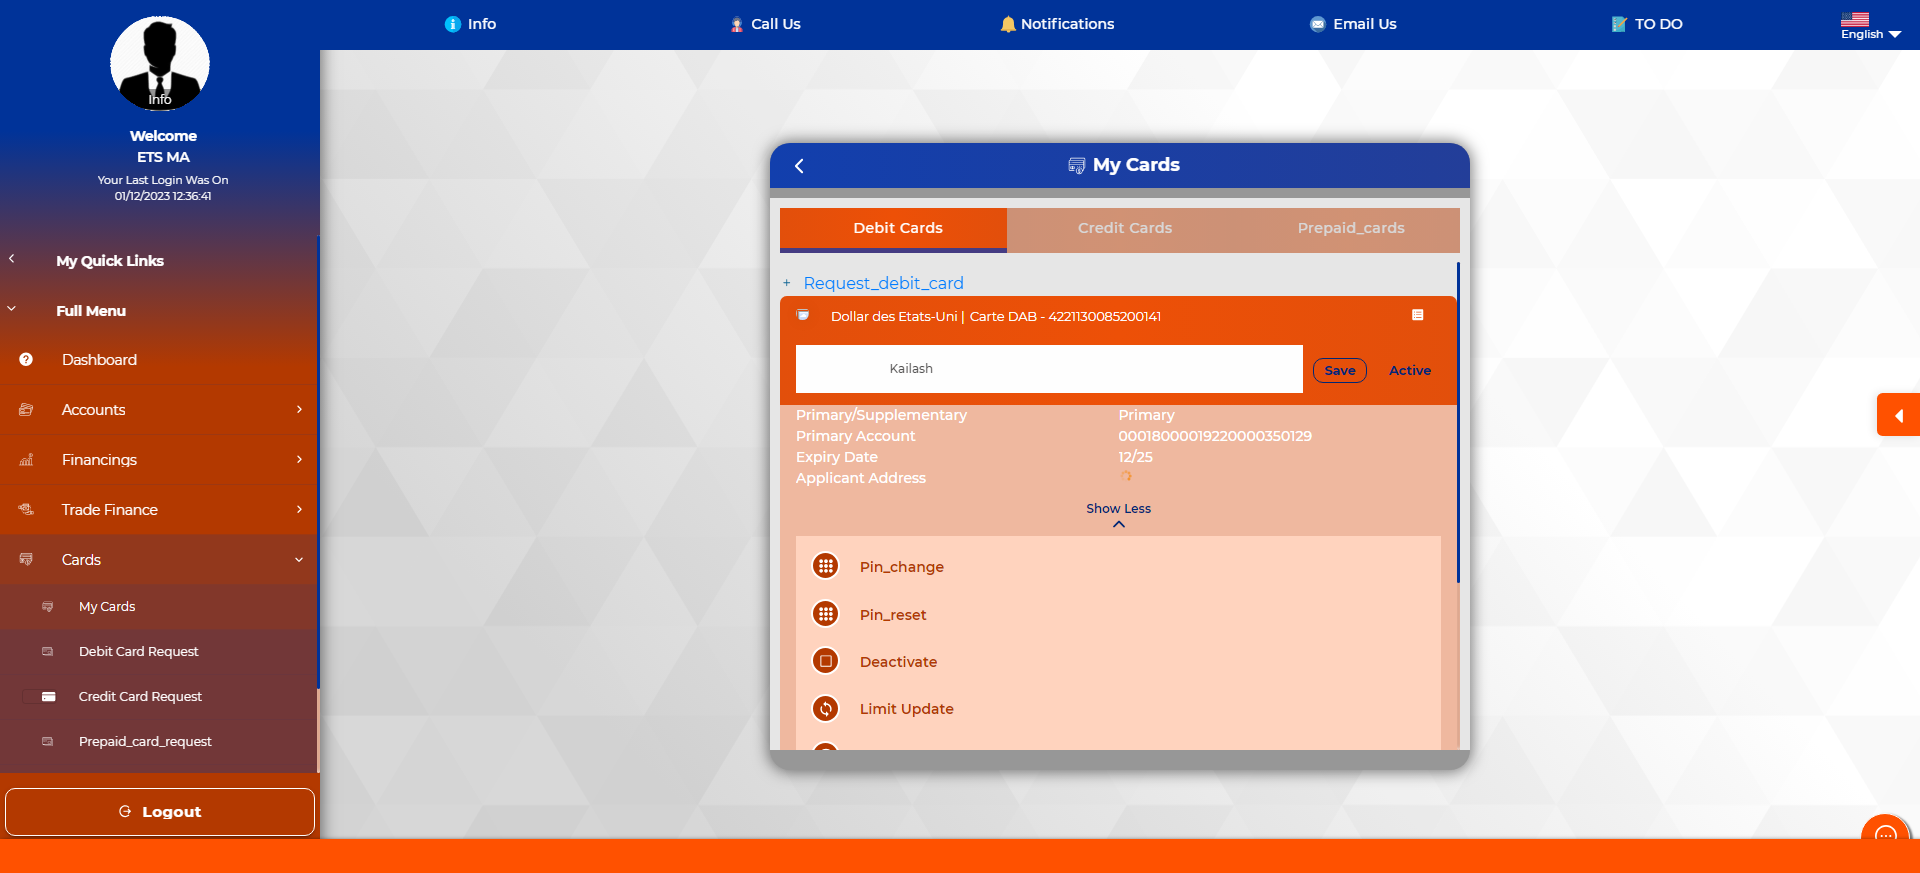 Info
Call Us
Notifications
Email Us
TO DO
English
Info
Welcome
ETS MA
Your Last Login Was On
01/12/2023 12:36:41
My Quick Links
Full Menu
Dashboard
Accounts
Financings
Trade Finance
Cards
My Cards
Debit Card Request
Credit Card Request
Prepaid_card_request
Logout
My Cards
Debit Cards
Credit Cards
Prepaid_cards
+ Request_debit_card
Dollar des Etats-Uni | Carte DAB - 4221130085200141
Kailash
Save
Active
Primary/Supplementary Primary
Primary Account 00018000019220000350129
Expiry Date 12/25
Applicant Address
Show Less
Pin_change
Pin_reset
Deactivate
Limit Update